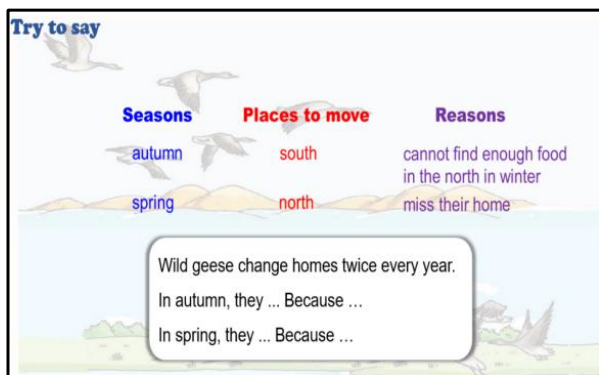 Try to say
Seasons Places to move Reasons
autumn south cannot find enough food
in the north in winter
spring north miss their home
Wild geese change homes twice every year.
In autumn, they ... Because …
In spring, they ... Because …